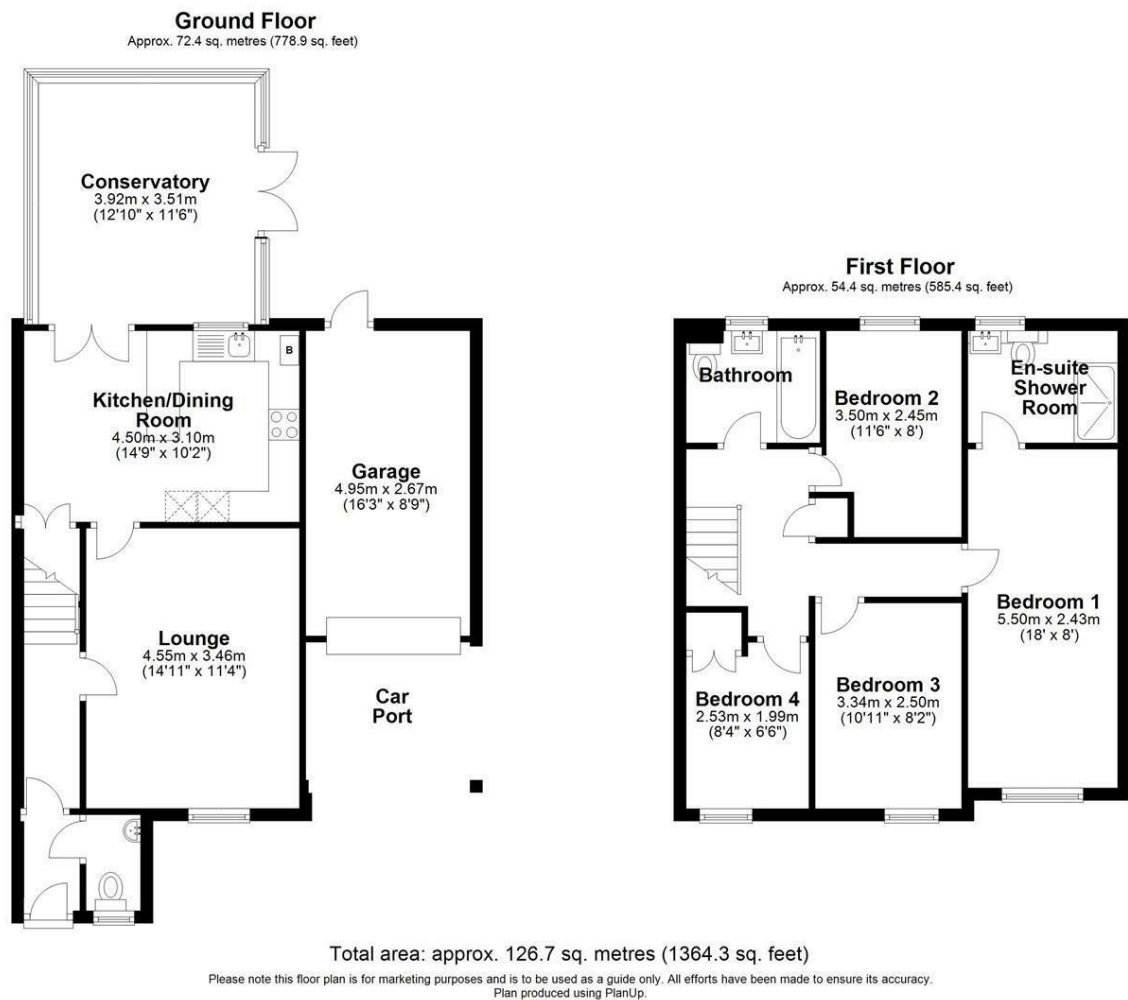 Ground Floor
Approx. 72.4 sq. metres (778.9 sq. feet)
Conservatory
3.92m x 3.51m
(12'10" x 11'6")
Kitchen/Dining
Room
4.50m x 3.10m
(14'9" x 10'2")
B
Garage
4.95m x 2.67m
(16'3" x 8'9")
Lounge
4.55m x 3.46m
(14'11" x 11'4")
Car
Port
First Floor
Approx. 54.4 sq. metres (585.4 sq. feet)
Bathroom
Bedroom 2
3.50m x 2.45m
(11'6" x 8')
En-suite
Shower
Room
Bedroom 1
5.50m x 2.43m
(18' x 8')
Bedroom 4
2.53m x 1.99m
(8'4" x 6'6")
Bedroom 3
3.34m x 2.50m
(10'11" x 8'2")
Total area: approx. 126.7 sq. metres (1364.3 sq. feet)
Please note this floor plan is for marketing purposes and is to be used as a guide only. All efforts have been made to ensure its accuracy.
Plan produced using PlanUp.